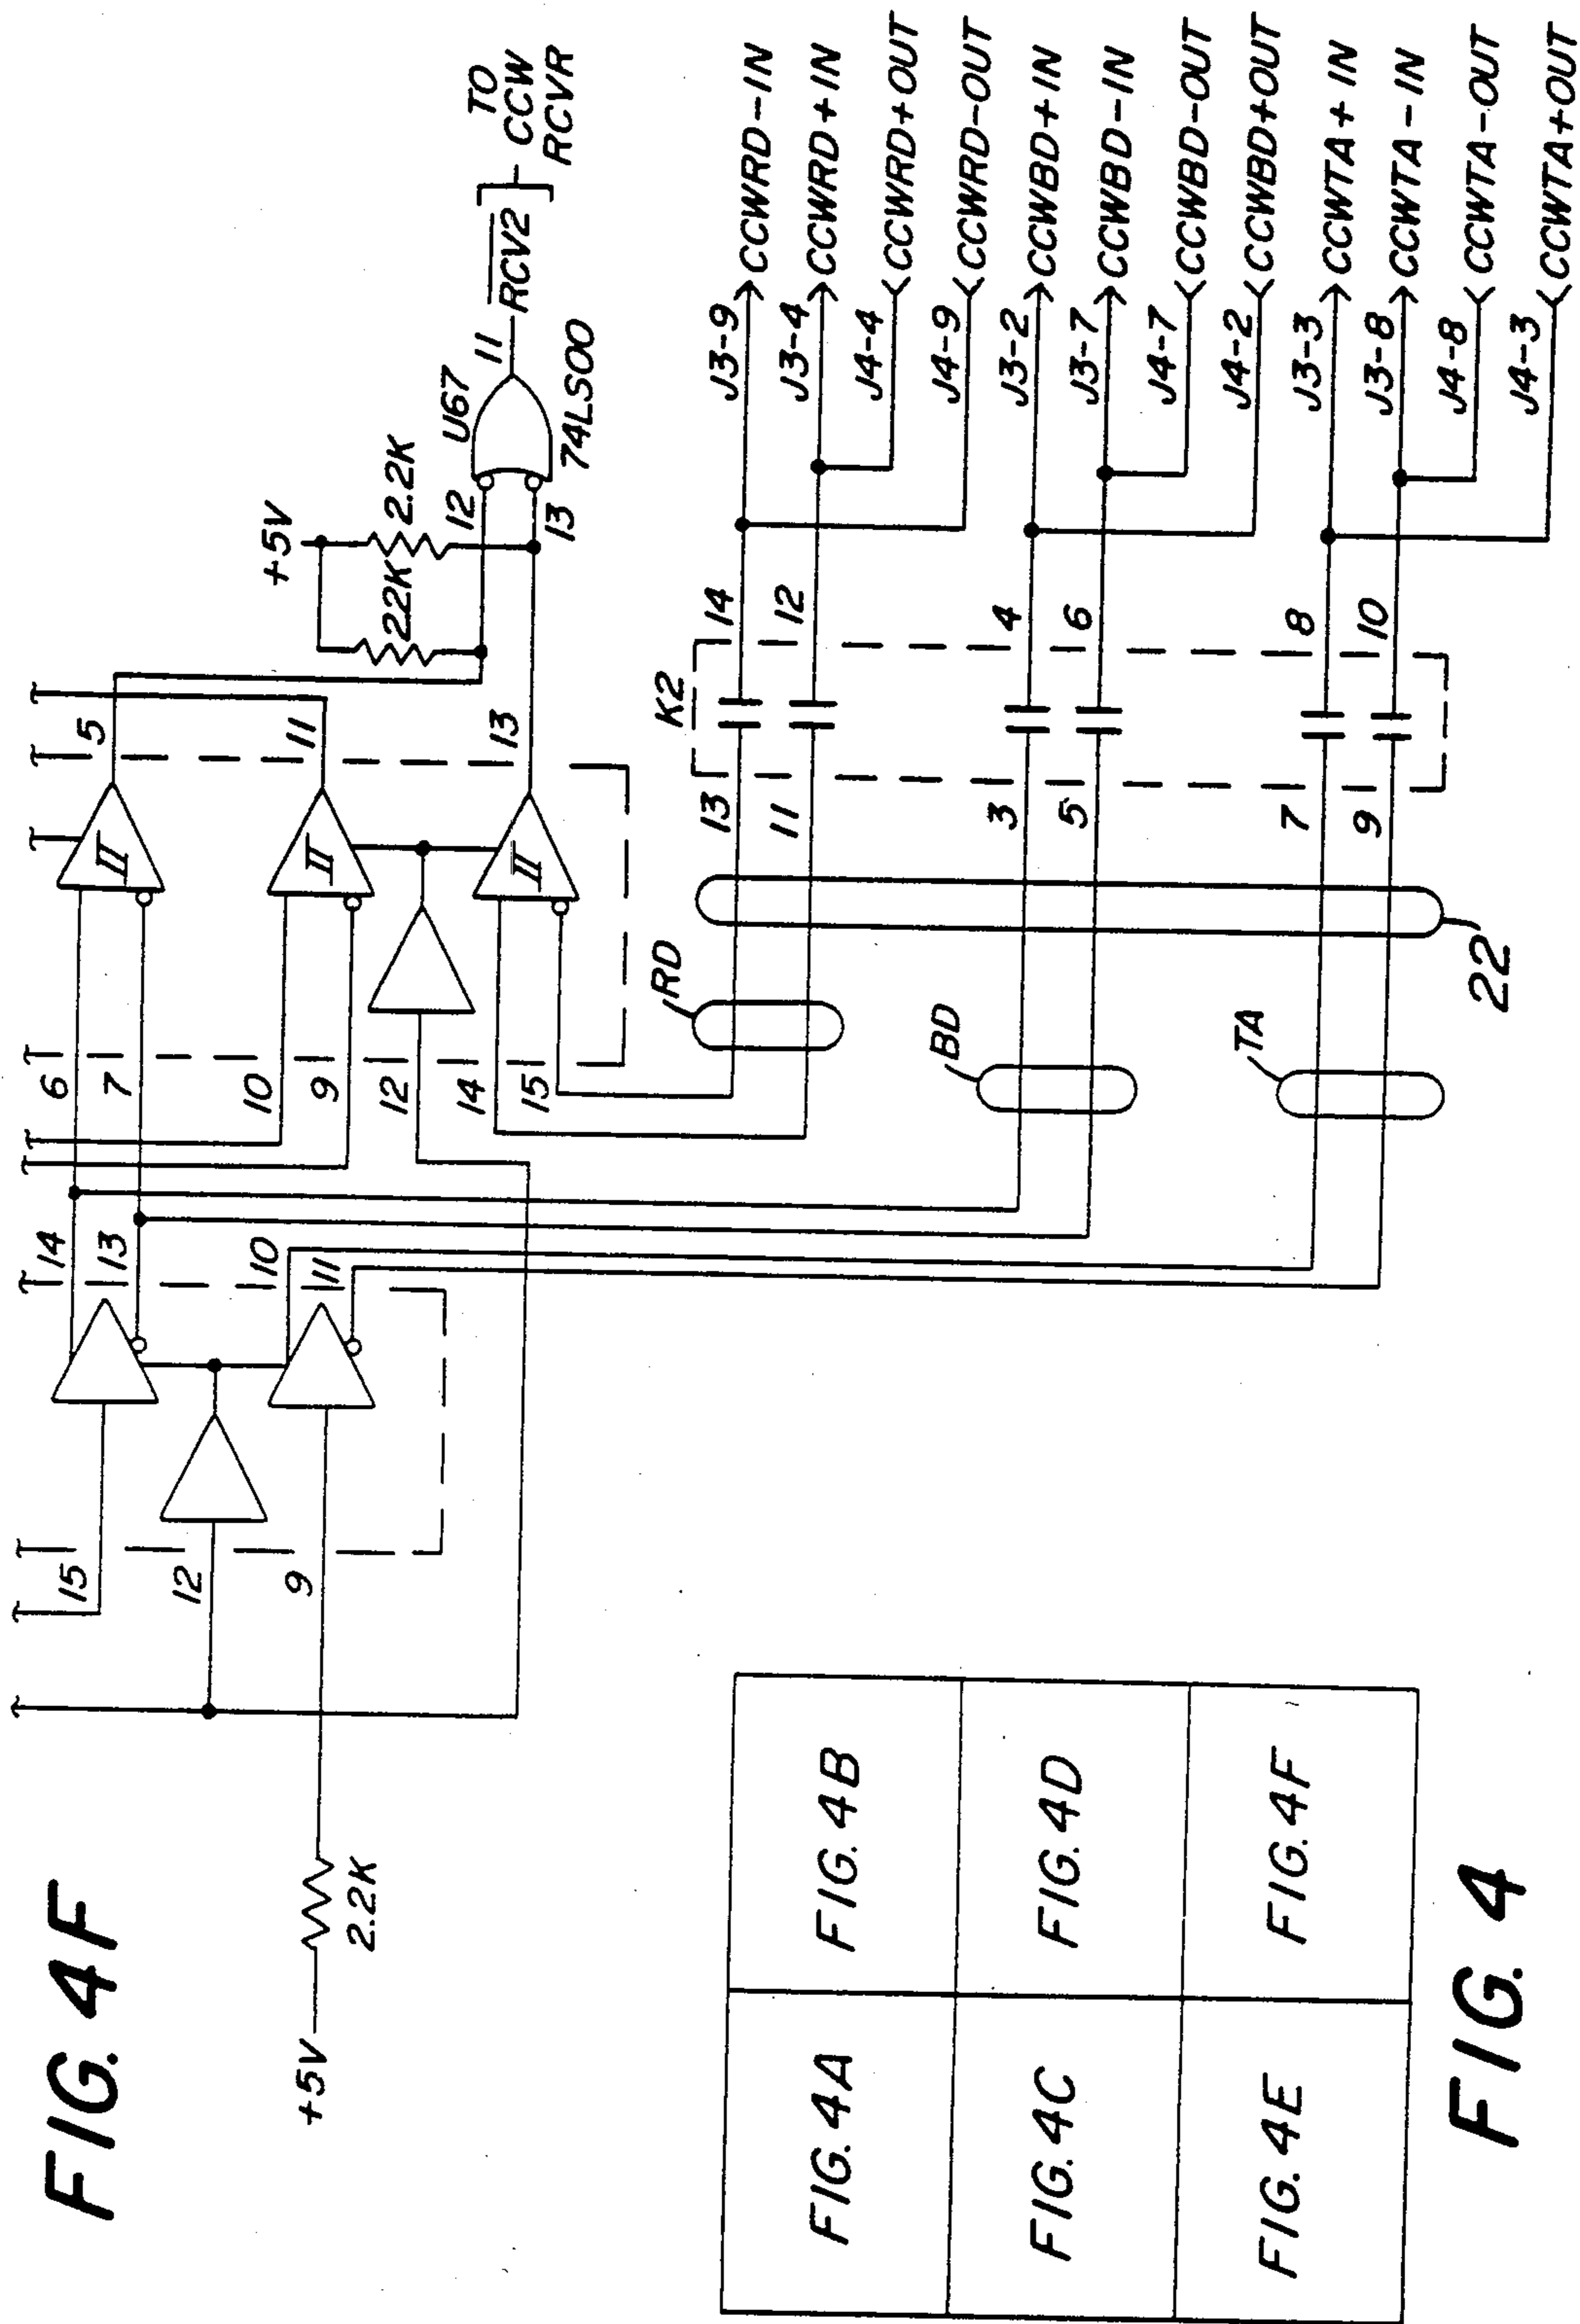 FIG. 4F
15
12
9
+5V
2.2K
14
13
10
11
6
7
10
9
12
14
15
5
11
13
+5V
22K
2.2K
12
13
U67
74LS00
11
RCV2
TO
CCW
RCVR
RD
BD
TA
22
K2
13
14
11
12
3
4
5
6
7
8
9
10
J3-9 CCWRD-IN
J3-4 CCWRD+IN
J4-4 CCWRD+OUT
J4-9 CCWRD-OUT
J3-2 CCWBD+IN
J3-7 CCWBD-IN
J4-7 CCWBD-OUT
J4-2 CCWBD+OUT
J3-3 CCWTA+IN
J3-8 CCWTA-IN
J4-8 CCWTA-OUT
J4-3 CCWTA+OUT
FIG. 4A FIG. 4B
FIG. 4C FIG. 4D
FIG. 4E FIG. 4F
FIG. 4